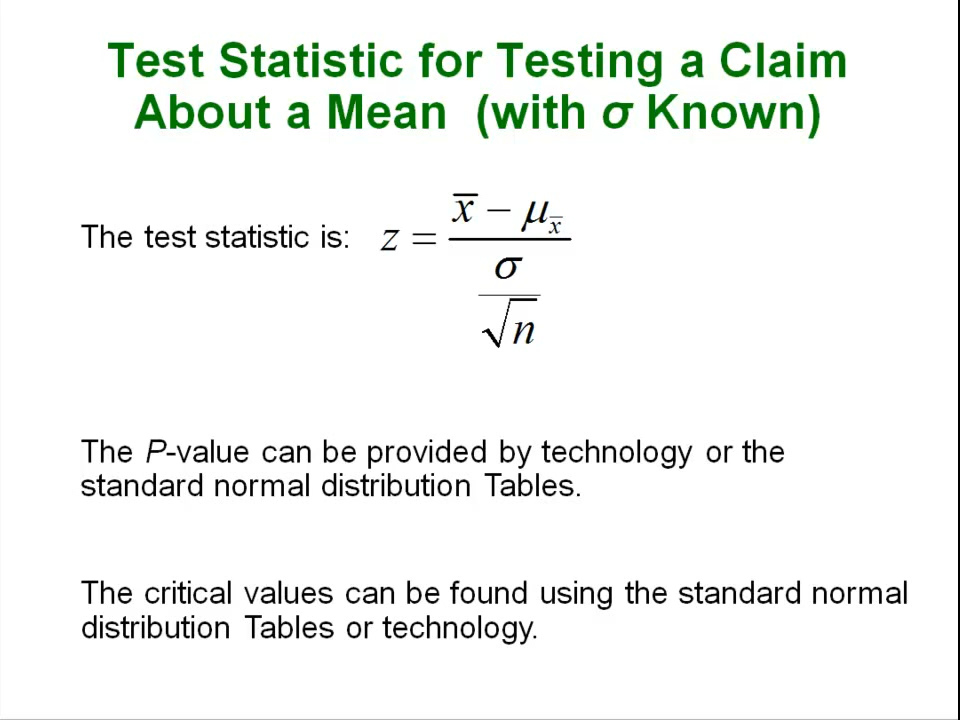 Test Statistic for Testing a Claim
About a Mean (with σ Known)
The test statistic is: z = (x̄ − μ_x̄) / (σ / √n)
The P-value can be provided by technology or the
standard normal distribution Tables.
The critical values can be found using the standard normal
distribution Tables or technology.